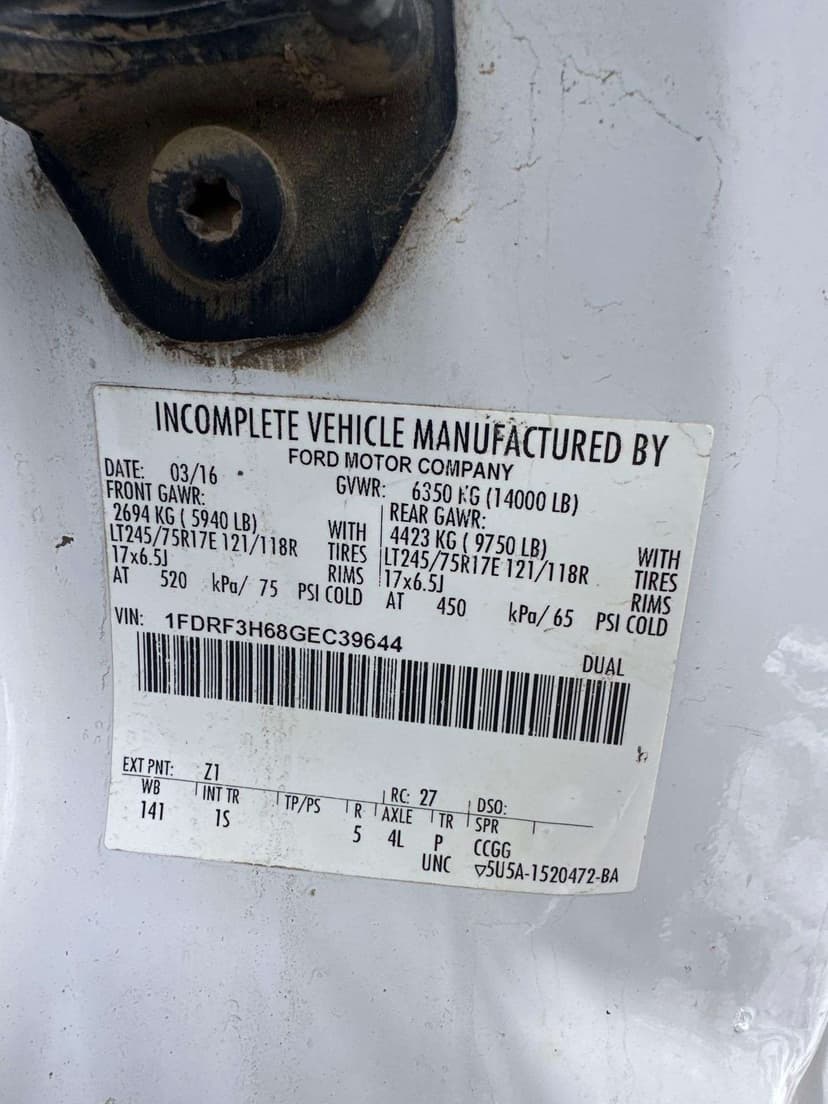 INCOMPLETE VEHICLE MANUFACTURED BY
FORD MOTOR COMPANY
DATE: 03/16 GVWR: 6350 KG (14000 LB)
FRONT GAWR: REAR GAWR:
2694 KG ( 5940 LB) WITH 4423 KG ( 9750 LB) WITH
LT245/75R17E 121/118R TIRES LT245/75R17E 121/118R TIRES
17x6.5J RIMS 17x6.5J RIMS
AT 520 kPa/ 75 PSI COLD AT 450 kPa/ 65 PSI COLD
VIN: 1FDRF3H68GEC39644
DUAL
EXT PNT: Z1 RC: 27 DSO:
WB INT TR TP/PS R AXLE TR SPR
141 1S 5 4L P CCGG
UNC ▽5U5A-1520472-BA